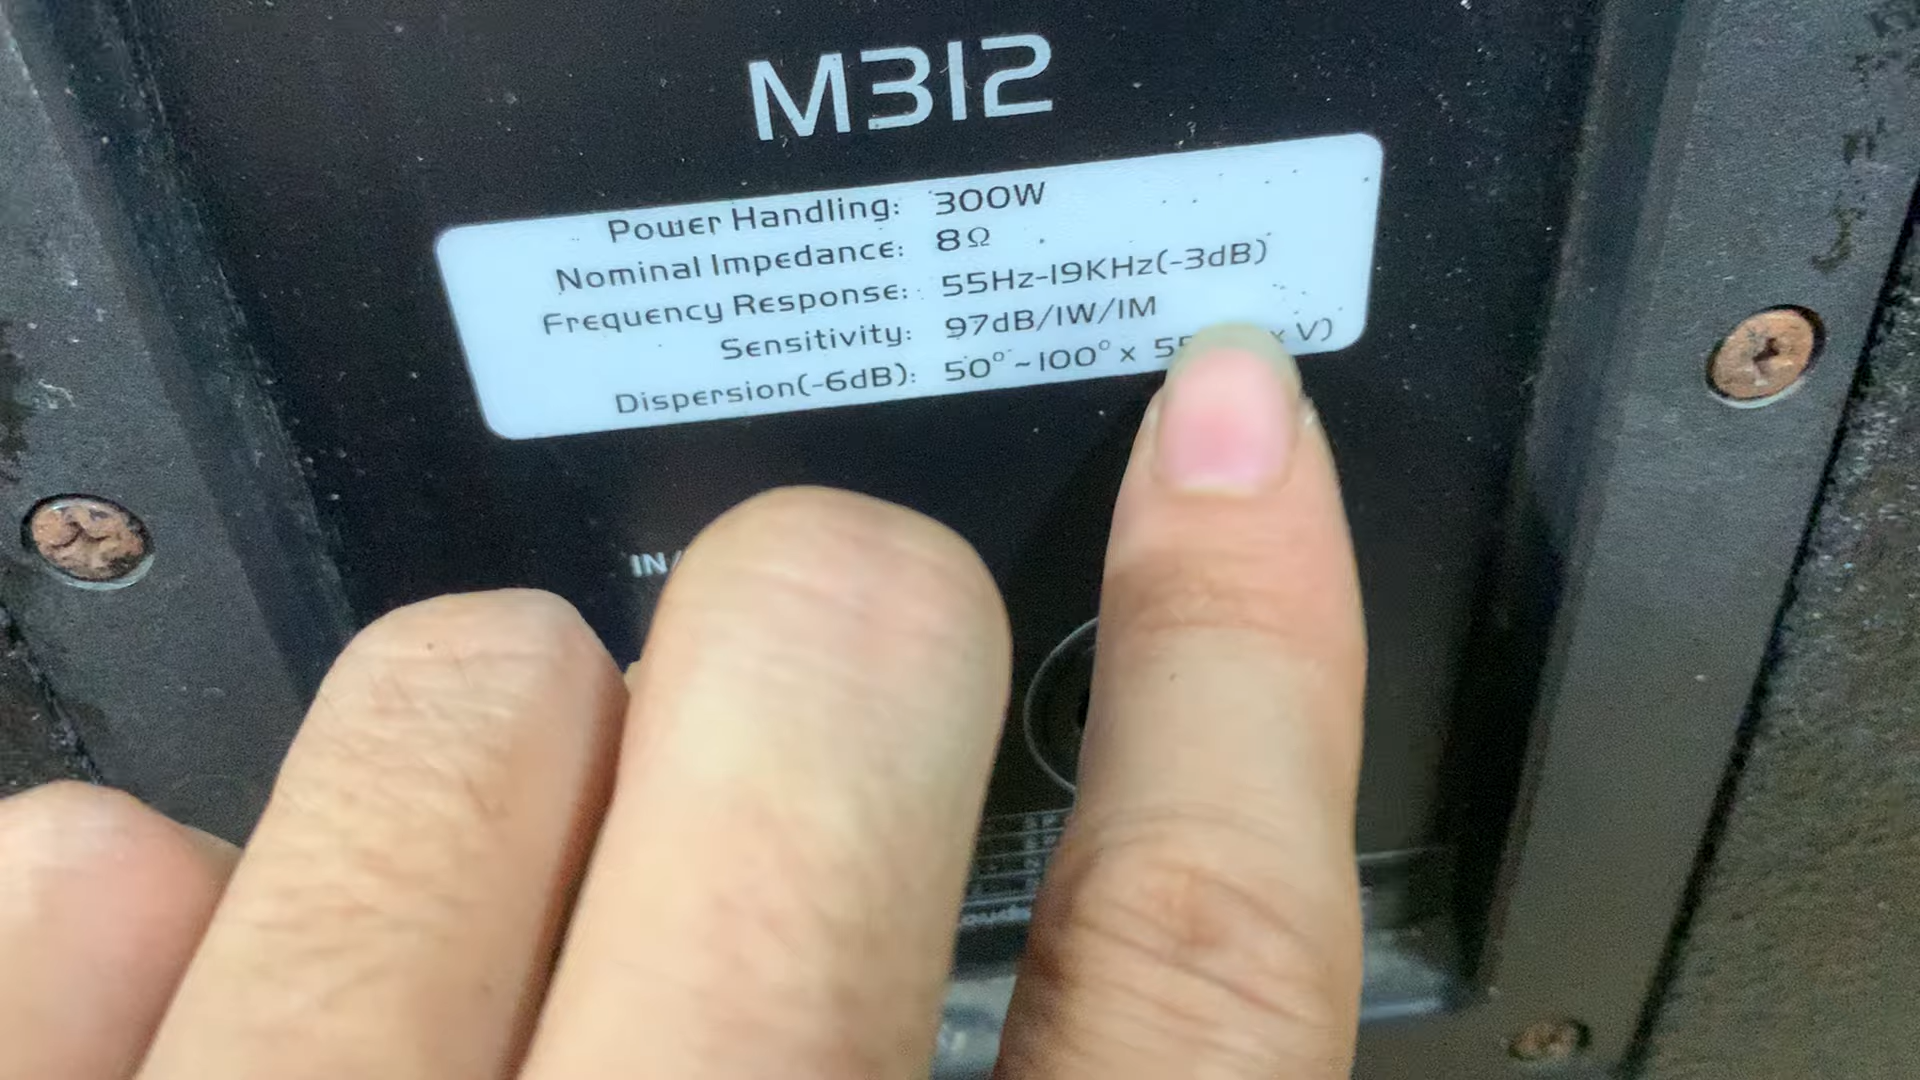 M312
Power Handling: 300W
Nominal Impedance: 8Ω
Frequency Response: 55Hz-19KHz(-3dB)
Sensitivity: 97dB/1W/1M
Dispersion(-6dB): 50°~100° x x V)
IN/